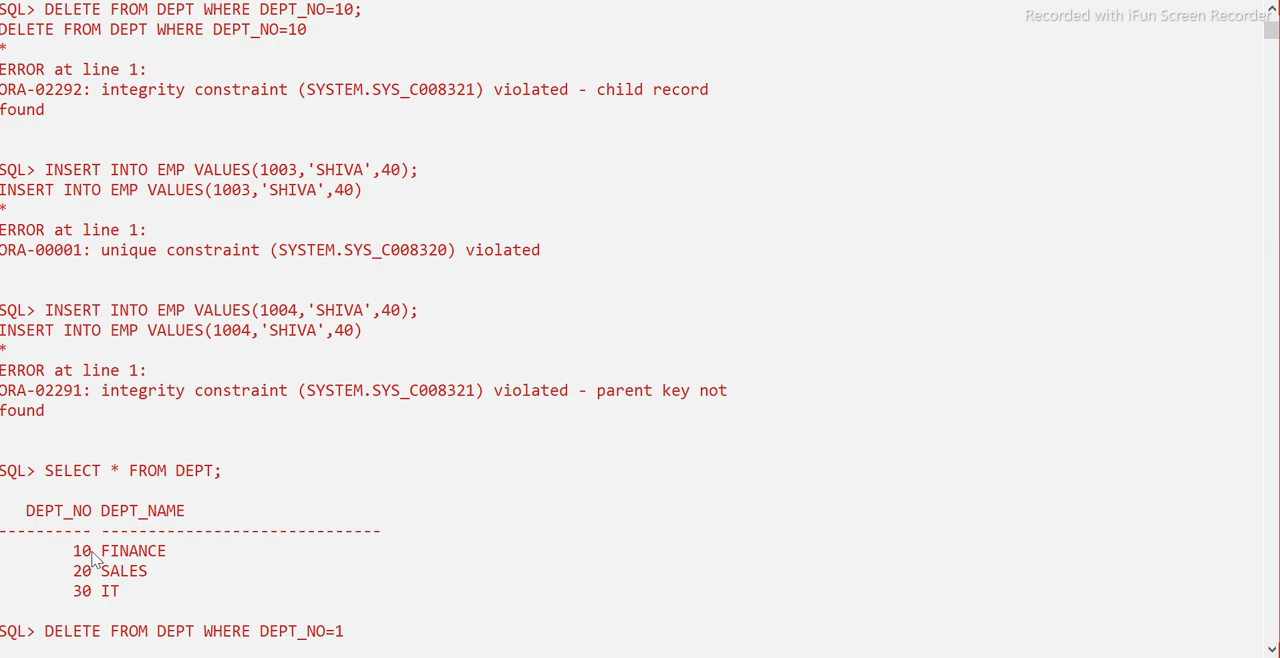 SQL> DELETE FROM DEPT WHERE DEPT_NO=10;
Recorded with iFun Screen Recorder
DELETE FROM DEPT WHERE DEPT_NO=10
*
ERROR at line 1:
ORA-02292: integrity constraint (SYSTEM.SYS_C008321) violated - child record
found
SQL> INSERT INTO EMP VALUES(1003,'SHIVA',40);
INSERT INTO EMP VALUES(1003,'SHIVA',40)
*
ERROR at line 1:
ORA-00001: unique constraint (SYSTEM.SYS_C008320) violated
SQL> INSERT INTO EMP VALUES(1004,'SHIVA',40);
INSERT INTO EMP VALUES(1004,'SHIVA',40)
*
ERROR at line 1:
ORA-02291: integrity constraint (SYSTEM.SYS_C008321) violated - parent key not
found
SQL> SELECT * FROM DEPT;
DEPT_NO DEPT_NAME
---------- ------------------------------
10 FINANCE
20 SALES
30 IT
SQL> DELETE FROM DEPT WHERE DEPT_NO=1